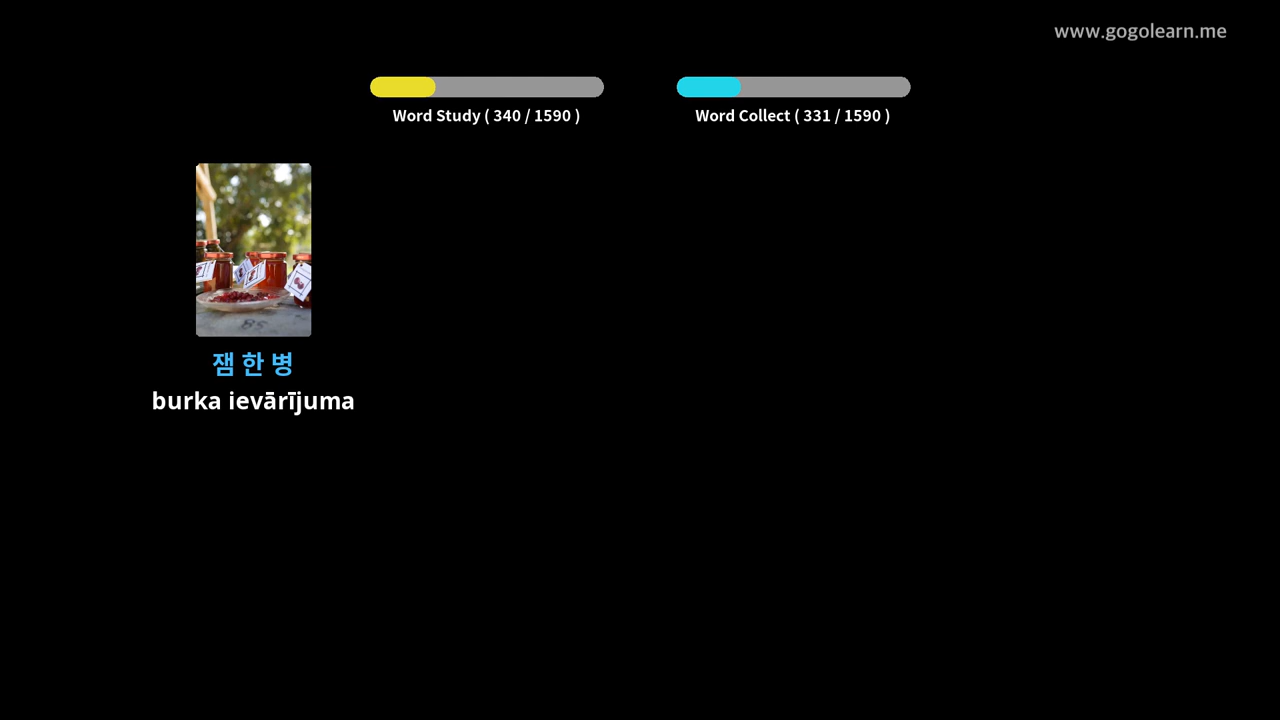 www.gogolearn.me
Word Study ( 340 / 1590 )
Word Collect ( 331 / 1590 )
잼 한 병
burka ievārījuma